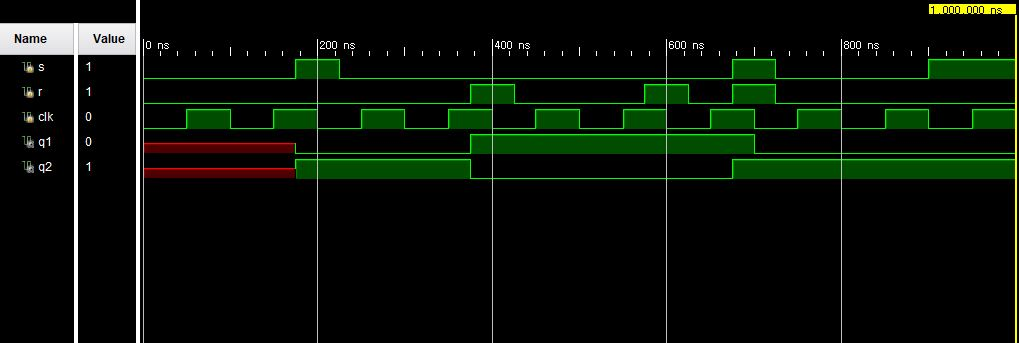 1,000.000 ns
Name Value 0 ns 200 ns 400 ns 600 ns 800 ns
s 1
r 1
clk 0
q1 0
q2 1